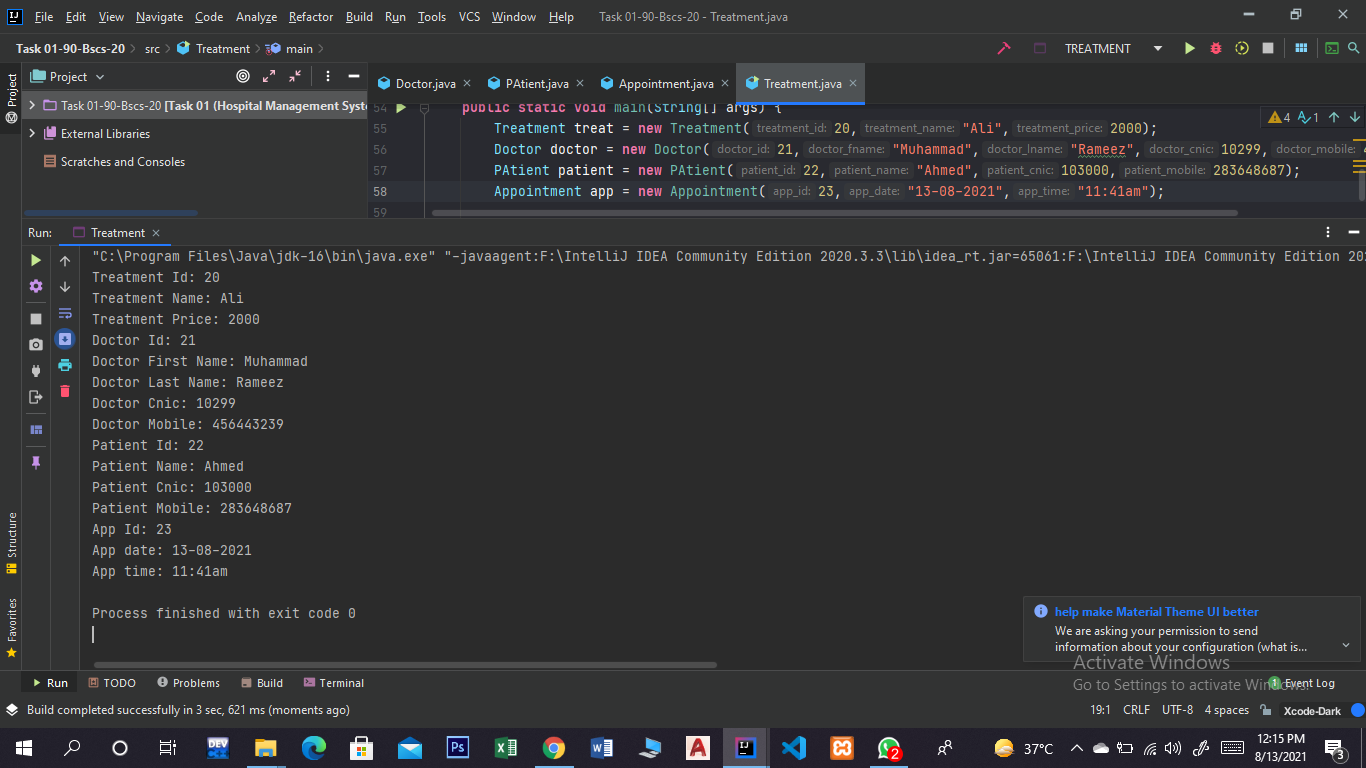 File Edit View Navigate Code Analyze Refactor Build Run Tools VCS Window Help Task 01-90-Bscs-20 - Treatment.java
Task 01-90-Bscs-20 src Treatment main TREATMENT
Project
Project
Doctor.java PAtient.java Appointment.java Treatment.java
Task 01-90-Bscs-20 [Task 01 (Hospital Management Syst
External Libraries
Scratches and Consoles
4 1
54 public static void main(String[] args) {
55 Treatment treat = new Treatment( treatment_id: 20, treatment_name: "Ali", treatment_price: 2000);
56 Doctor doctor = new Doctor( doctor_id: 21, doctor_fname: "Muhammad", doctor_lname: "Rameez", doctor_cnic: 10299, doctor_mobile:
57 PAtient patient = new PAtient( patient_id: 22, patient_name: "Ahmed", patient_cnic: 103000, patient_mobile: 283648687);
58 Appointment app = new Appointment( app_id: 23, app_date: "13-08-2021", app_time: "11:41am");
59
Run: Treatment
"C:\Program Files\Java\jdk-16\bin\java.exe" "-javaagent:F:\IntelliJ IDEA Community Edition 2020.3.3\lib\idea_rt.jar=65061:F:\IntelliJ IDEA Community Edition 20
Treatment Id: 20
Treatment Name: Ali
Treatment Price: 2000
Doctor Id: 21
Doctor First Name: Muhammad
Doctor Last Name: Rameez
Doctor Cnic: 10299
Doctor Mobile: 456443239
Patient Id: 22
Patient Name: Ahmed
Patient Cnic: 103000
Patient Mobile: 283648687
App Id: 23
App date: 13-08-2021
App time: 11:41am
Process finished with exit code 0
Structure
Favorites
help make Material Theme UI better
We are asking your permission to send
information about your configuration (what is...
Activate Windows
Go to Settings to activate Windows.
Run TODO Problems Build Terminal 1 Event Log
Build completed successfully in 3 sec, 621 ms (moments ago) 19:1 CRLF UTF-8 4 spaces Xcode-Dark
DEV Ps A 2 37°C 12:15 PM
8/13/2021 3